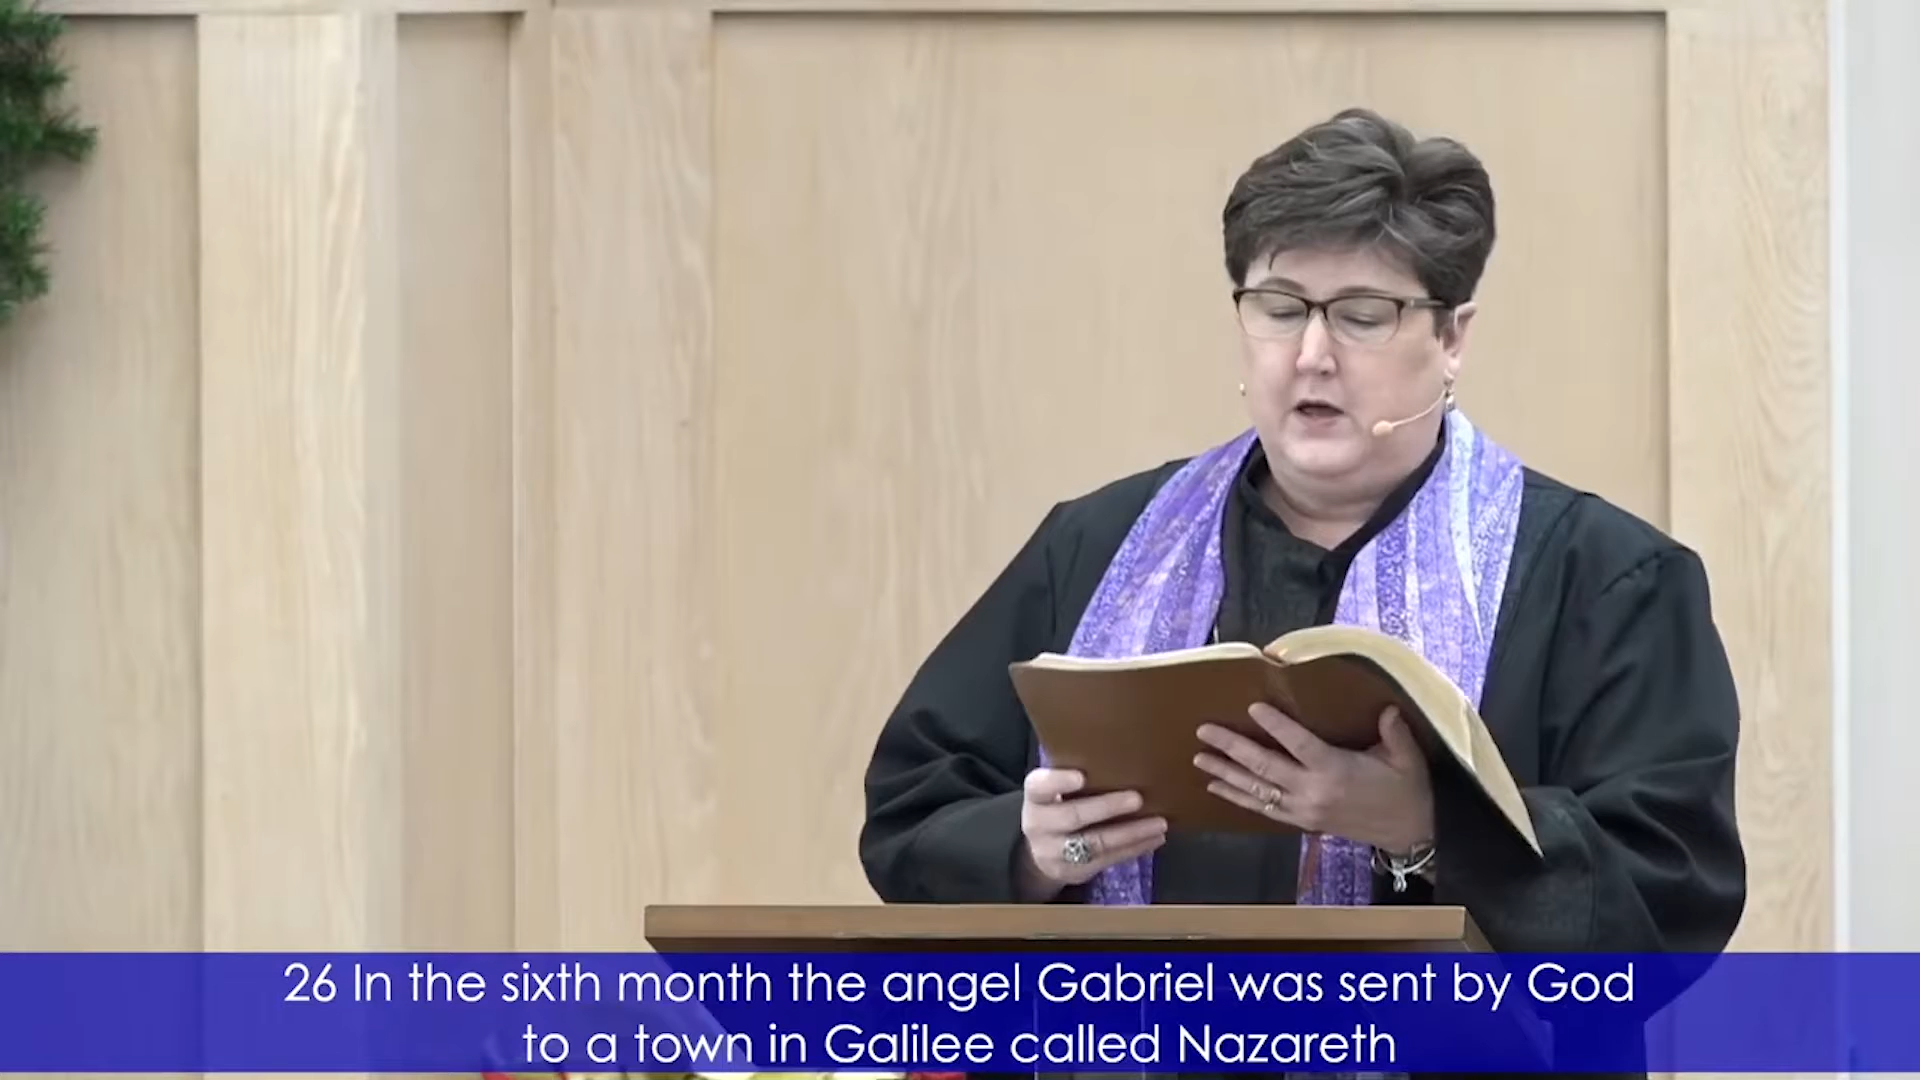 26 In the sixth month the angel Gabriel was sent by God
to a town in Galilee called Nazareth